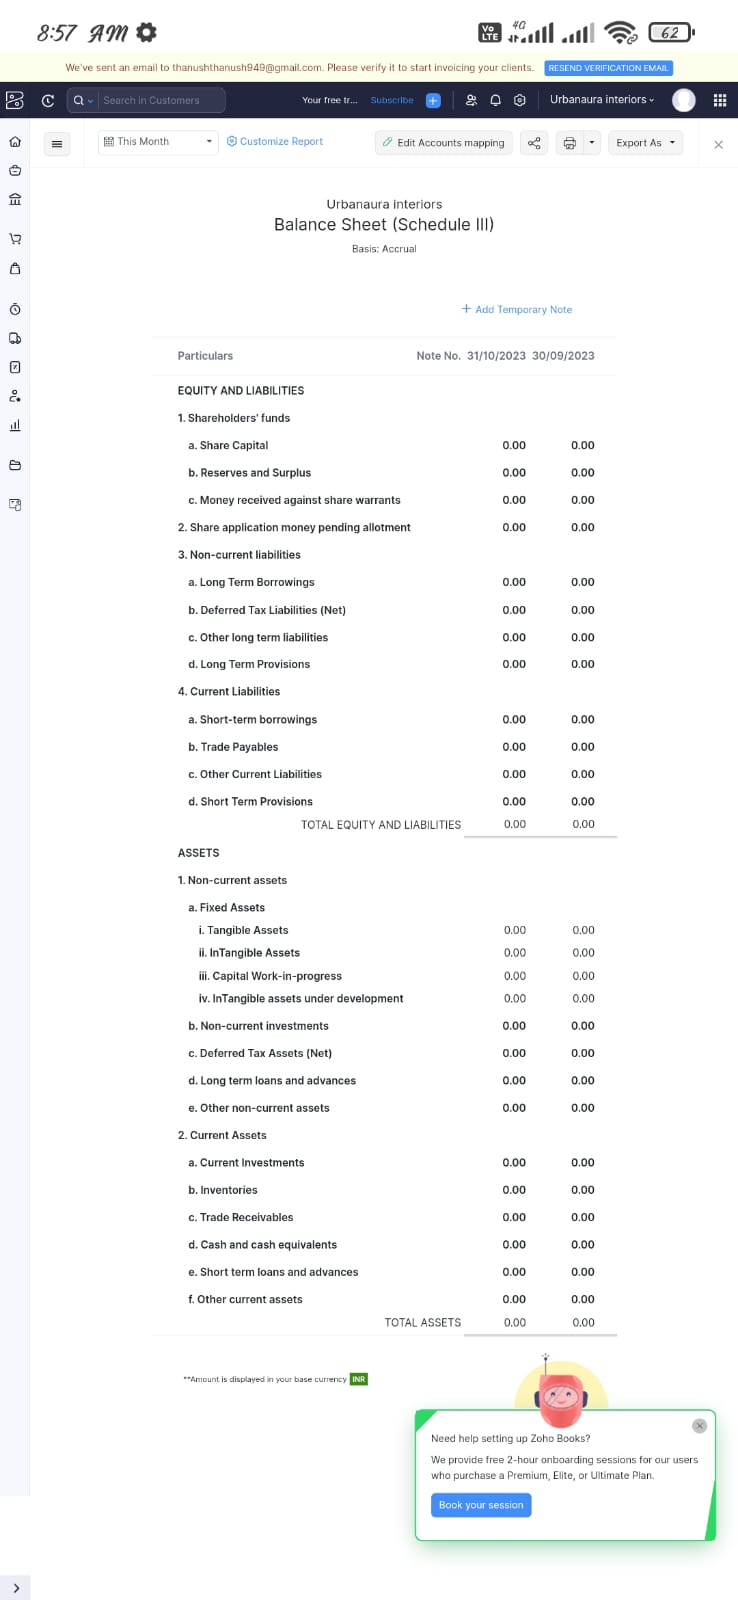 8:57 AM
Vo LTE 4G 62
We've sent an email to thanushthanush949@gmail.com. Please verify it to start invoicing your clients. RESEND VERIFICATION EMAIL
Search in Customers Your free tr... Subscribe Urbanaura interiors
This Month Customize Report Edit Accounts mapping Export As
Urbanaura interiors
Balance Sheet (Schedule III)
Basis: Accrual
+ Add Temporary Note
Particulars Note No. 31/10/2023 30/09/2023
EQUITY AND LIABILITIES
1. Shareholders' funds
a. Share Capital 0.00 0.00
b. Reserves and Surplus 0.00 0.00
c. Money received against share warrants 0.00 0.00
2. Share application money pending allotment 0.00 0.00
3. Non-current liabilities
a. Long Term Borrowings 0.00 0.00
b. Deferred Tax Liabilities (Net) 0.00 0.00
c. Other long term liabilities 0.00 0.00
d. Long Term Provisions 0.00 0.00
4. Current Liabilities
a. Short-term borrowings 0.00 0.00
b. Trade Payables 0.00 0.00
c. Other Current Liabilities 0.00 0.00
d. Short Term Provisions 0.00 0.00
TOTAL EQUITY AND LIABILITIES 0.00 0.00
ASSETS
1. Non-current assets
a. Fixed Assets
i. Tangible Assets 0.00 0.00
ii. InTangible Assets 0.00 0.00
iii. Capital Work-in-progress 0.00 0.00
iv. InTangible assets under development 0.00 0.00
b. Non-current investments 0.00 0.00
c. Deferred Tax Assets (Net) 0.00 0.00
d. Long term loans and advances 0.00 0.00
e. Other non-current assets 0.00 0.00
2. Current Assets
a. Current Investments 0.00 0.00
b. Inventories 0.00 0.00
c. Trade Receivables 0.00 0.00
d. Cash and cash equivalents 0.00 0.00
e. Short term loans and advances 0.00 0.00
f. Other current assets 0.00 0.00
TOTAL ASSETS 0.00 0.00
**Amount is displayed in your base currency INR
Need help setting up Zoho Books?
We provide free 2-hour onboarding sessions for our users
who purchase a Premium, Elite, or Ultimate Plan.
Book your session